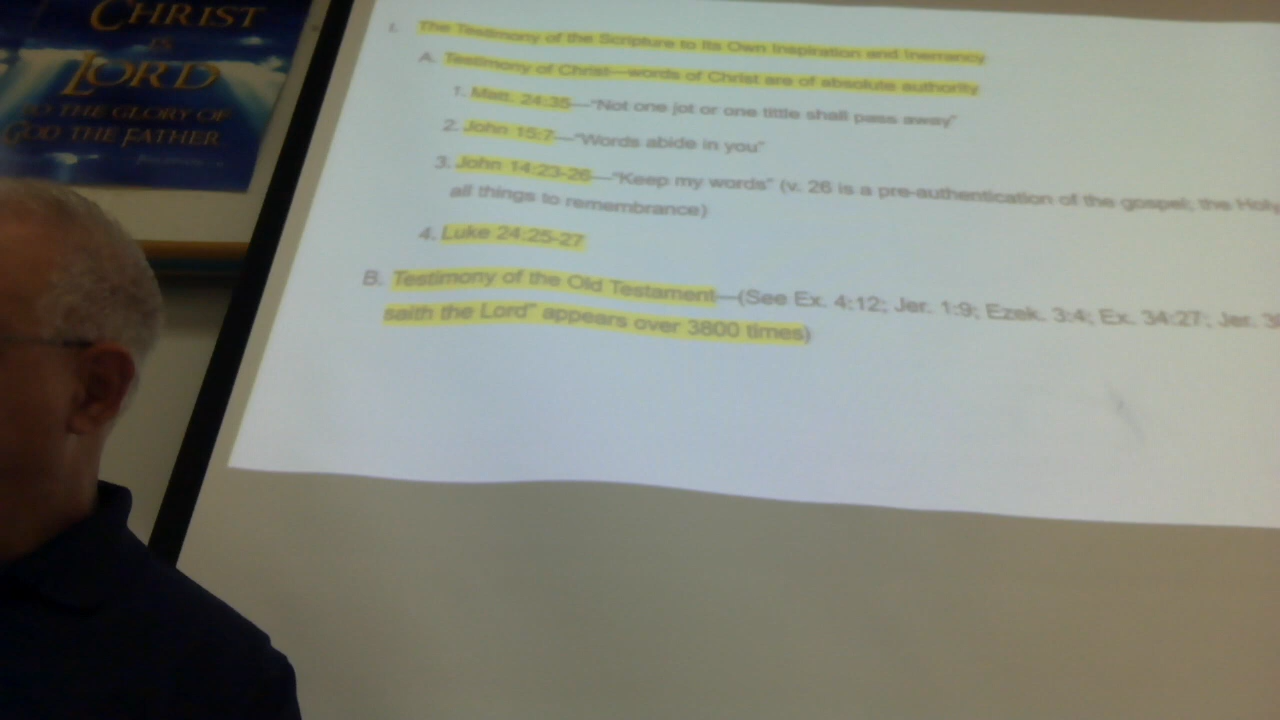 CHRIST
IS
LORD
TO THE GLORY OF
GOD THE FATHER
I. The Testimony of the Scripture to Its Own Inspiration and Inerrancy
A. Testimony of Christ—words of Christ are of absolute authority
1. Matt. 24:35—"Not one jot or one tittle shall pass away"
2. John 15:7—"Words abide in you"
3. John 14:23-26—"Keep my words" (v. 26 is a pre-authentication of the gospel; the Holy
all things to remembrance)
4. Luke 24:25-27
B. Testimony of the Old Testament—(See Ex. 4:12; Jer. 1:9; Ezek. 3:4; Ex. 34:27; Jer.
saith the Lord" appears over 3800 times)